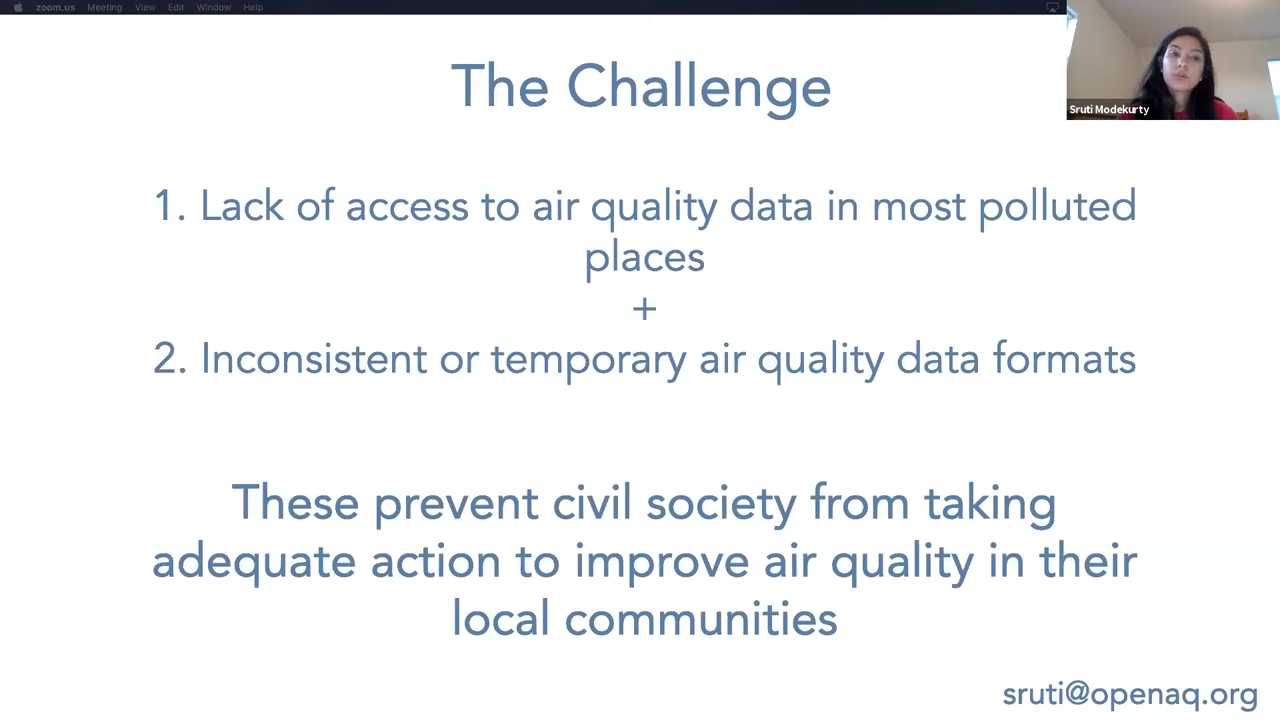 zoom.us Meeting View Edit Window Help
The Challenge
Sruti Modekurty
1. Lack of access to air quality data in most polluted
places
+
2. Inconsistent or temporary air quality data formats
These prevent civil society from taking
adequate action to improve air quality in their
local communities
sruti@openaq.org